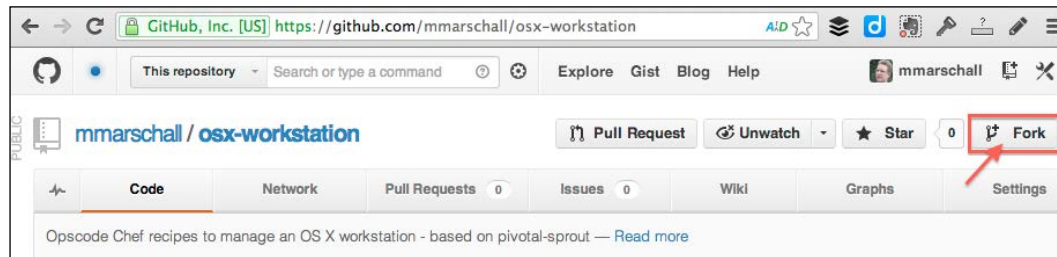 GitHub, Inc. [US] https://github.com/mmarschall/osx-workstation
This repository Search or type a command Explore Gist Blog Help mmarschall
PUBLIC
mmarschall / osx-workstation Pull Request Unwatch Star 0 Fork
Code Network Pull Requests 0 Issues 0 Wiki Graphs Settings
Opscode Chef recipes to manage an OS X workstation - based on pivotal-sprout — Read more